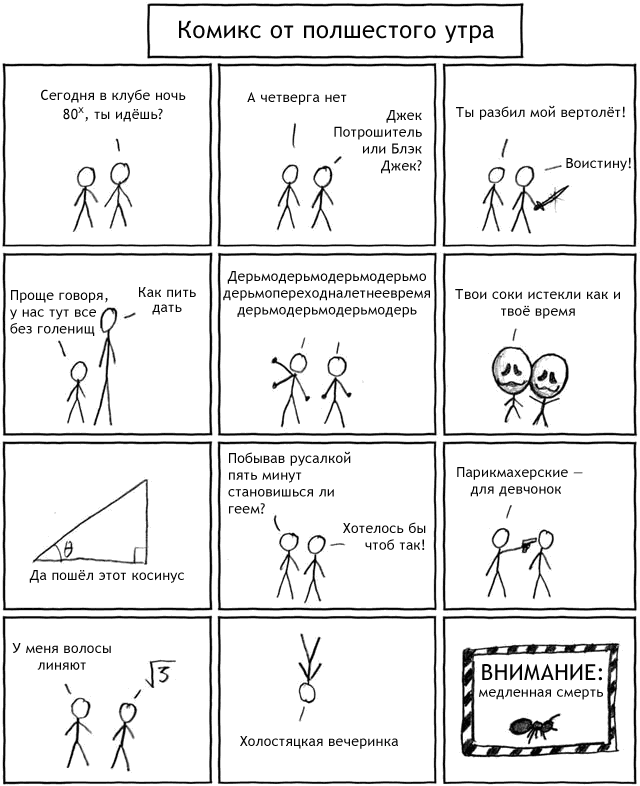 Комикс от полшестого утра
Сегодня в клубе ночь
80ˣ, ты идёшь?
А четверга нет
Джек
Потрошитель
или Блэк
Джек?
Ты разбил мой вертолёт!
Воистину!
Проще говоря,
у нас тут все
без голенищ
Как пить
дать
Дерьмодерьмодерьмодерьмо
дерьмопереходналетнеевремя
дерьмодерьмодерьмодерь
Твои соки истекли как и
твоё время
θ
Да пошёл этот косинус
Побывав русалкой
пять минут
становишься ли
геем?
Хотелось бы
чтоб так!
Парикмахерские —
для девчонок
У меня волосы
линяют
√3
Холостяцкая вечеринка
ВНИМАНИЕ:
медленная смерть